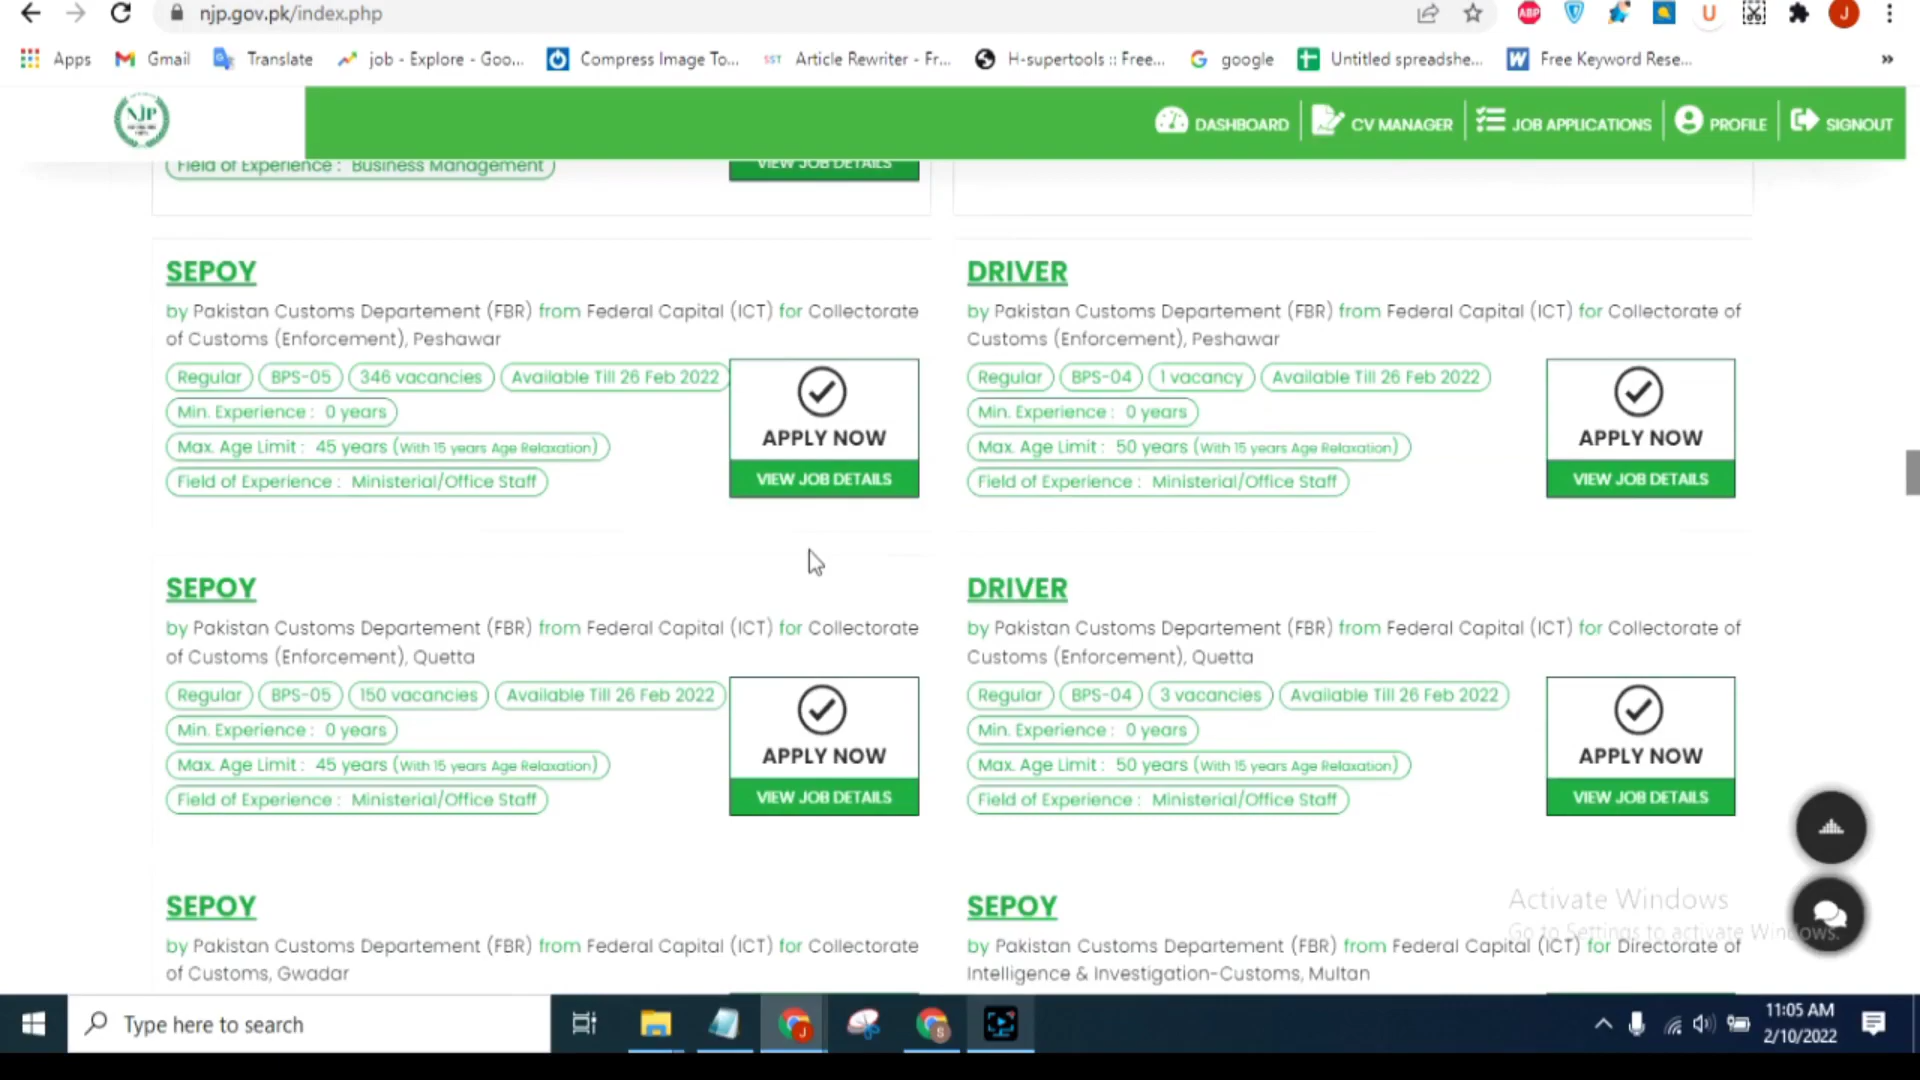 njp.gov.pk/index.php
ABP
U
J
Apps
Gmail
Translate
job - Explore - Goo...
Compress Image To...
SST
Article Rewriter - Fr...
H-supertools :: Free...
google
Untitled spreadshe...
W
Free Keyword Rese...
»
NJP
DASHBOARD
CV MANAGER
JOB APPLICATIONS
PROFILE
SIGNOUT
Field of Experience : Business Management
VIEW JOB DETAILS
SEPOY
by Pakistan Customs Departement (FBR) from Federal Capital (ICT) for Collectorate
of Customs (Enforcement), Peshawar
Regular
BPS-05
346 vacancies
Available Till 26 Feb 2022
Min. Experience : 0 years
Max. Age Limit : 45 years (With 15 years Age Relaxation)
Field of Experience : Ministerial/Office Staff
APPLY NOW
VIEW JOB DETAILS
DRIVER
by Pakistan Customs Departement (FBR) from Federal Capital (ICT) for Collectorate of
Customs (Enforcement), Peshawar
Regular
BPS-04
1 vacancy
Available Till 26 Feb 2022
Min. Experience : 0 years
Max. Age Limit : 50 years (With 15 years Age Relaxation)
Field of Experience : Ministerial/Office Staff
APPLY NOW
VIEW JOB DETAILS
SEPOY
by Pakistan Customs Departement (FBR) from Federal Capital (ICT) for Collectorate
of Customs (Enforcement), Quetta
Regular
BPS-05
150 vacancies
Available Till 26 Feb 2022
Min. Experience : 0 years
Max. Age Limit : 45 years (With 15 years Age Relaxation)
Field of Experience : Ministerial/Office Staff
APPLY NOW
VIEW JOB DETAILS
DRIVER
by Pakistan Customs Departement (FBR) from Federal Capital (ICT) for Collectorate of
Customs (Enforcement), Quetta
Regular
BPS-04
3 vacancies
Available Till 26 Feb 2022
Min. Experience : 0 years
Max. Age Limit : 50 years (With 15 years Age Relaxation)
Field of Experience : Ministerial/Office Staff
APPLY NOW
VIEW JOB DETAILS
SEPOY
by Pakistan Customs Departement (FBR) from Federal Capital (ICT) for Collectorate
of Customs, Gwadar
SEPOY
by Pakistan Customs Departement (FBR) from Federal Capital (ICT) for Directorate of
Intelligence & Investigation-Customs, Multan
Activate Windows
Go to Settings to activate Windows.
Type here to search
J
S
11:05 AM
2/10/2022